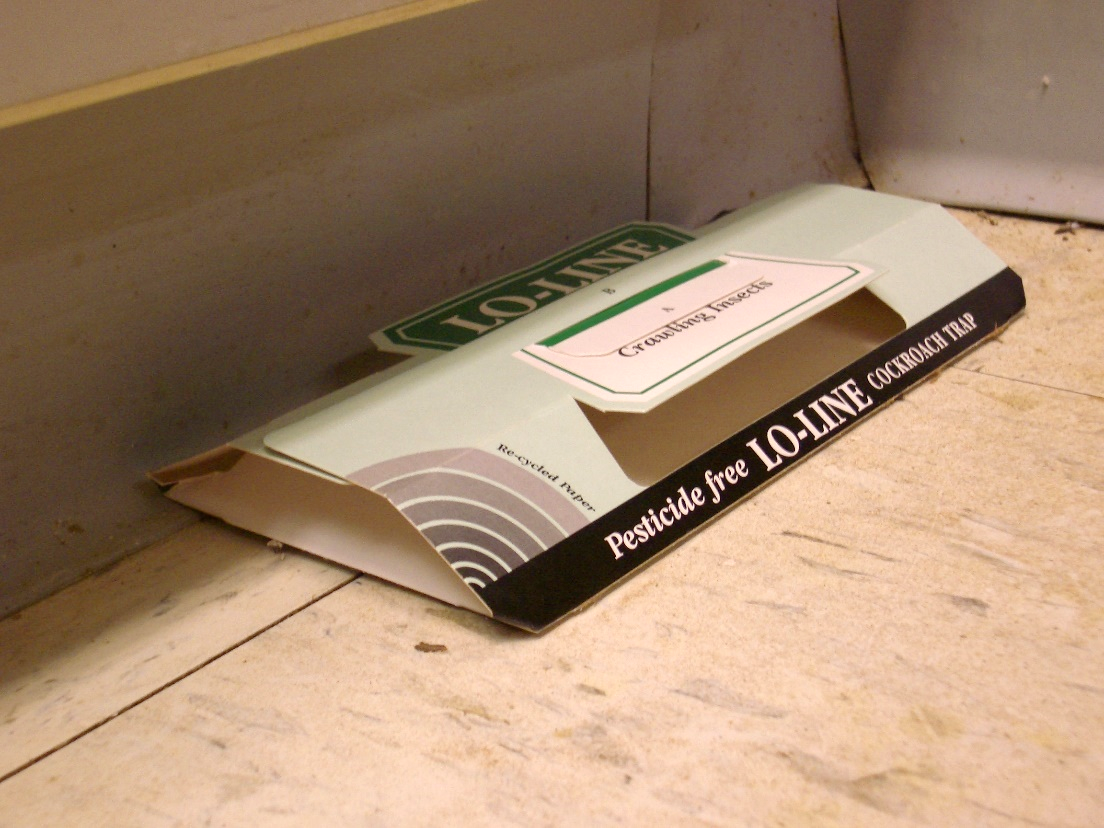 LO-LINE
B
A
Crawling Insects
Re-cycled Paper
Pesticide free LO-LINE COCKROACH TRAP